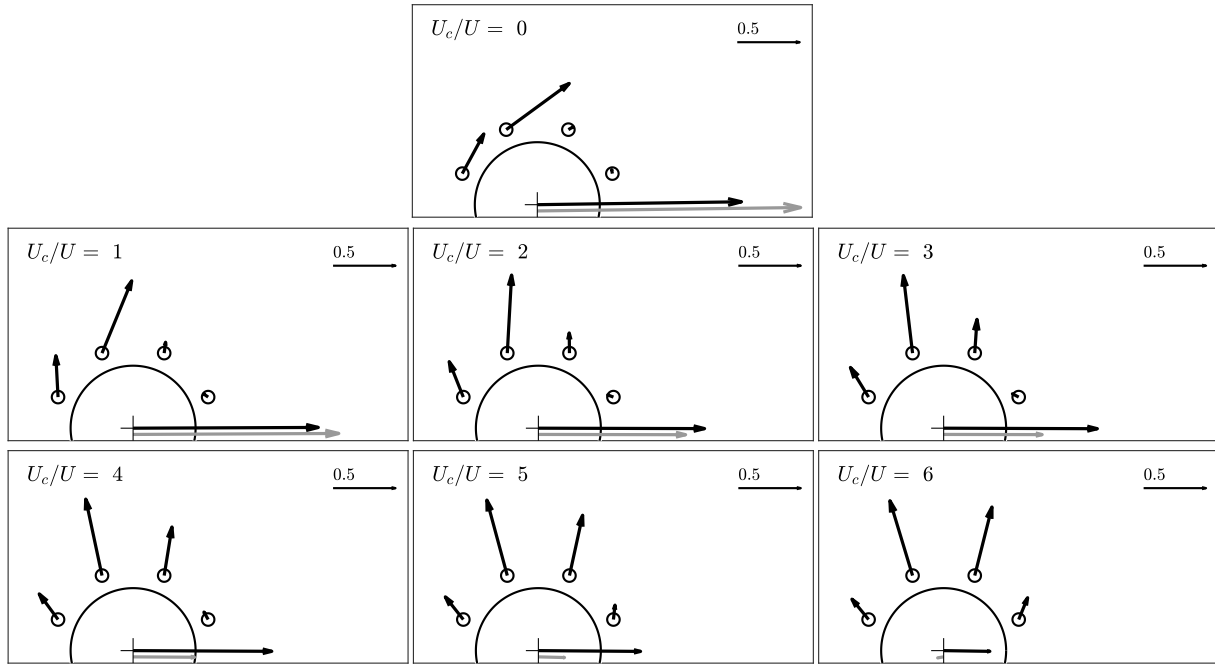 U_c/U = 0
0.5
U_c/U = 1
0.5
U_c/U = 2
0.5
U_c/U = 3
0.5
U_c/U = 4
0.5
U_c/U = 5
0.5
U_c/U = 6
0.5